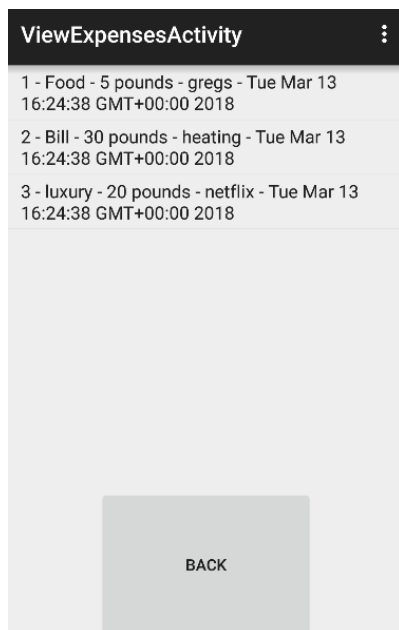 ViewExpensesActivity
1 - Food - 5 pounds - gregs - Tue Mar 13
16:24:38 GMT+00:00 2018
2 - Bill - 30 pounds - heating - Tue Mar 13
16:24:38 GMT+00:00 2018
3 - luxury - 20 pounds - netflix - Tue Mar 13
16:24:38 GMT+00:00 2018
BACK